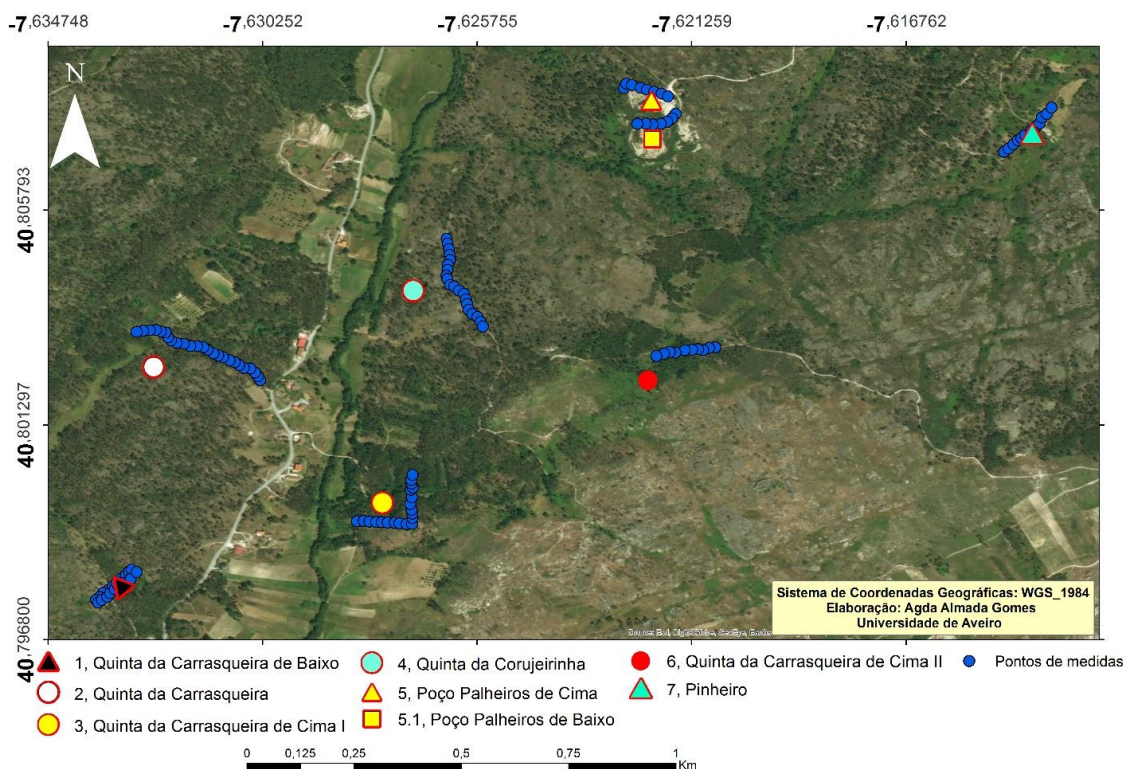 -7,634748 -7,630252 -7,625755 -7,621259 -7,616762
N
40,805793
40,801297
40,796800
Sistema de Coordenadas Geográficas: WGS_1984
Elaboração: Agda Almada Gomes
Universidade de Aveiro
1, Quinta da Carrasqueira de Baixo
2, Quinta da Carrasqueira
3, Quinta da Carrasqueira de Cima I
4, Quinta da Corujeirinha
5, Poço Palheiros de Cima
5.1, Poço Palheiros de Baixo
6, Quinta da Carrasqueira de Cima II
7, Pinheiro
Pontos de medidas
0 0,125 0,25 0,5 0,75 1
Km